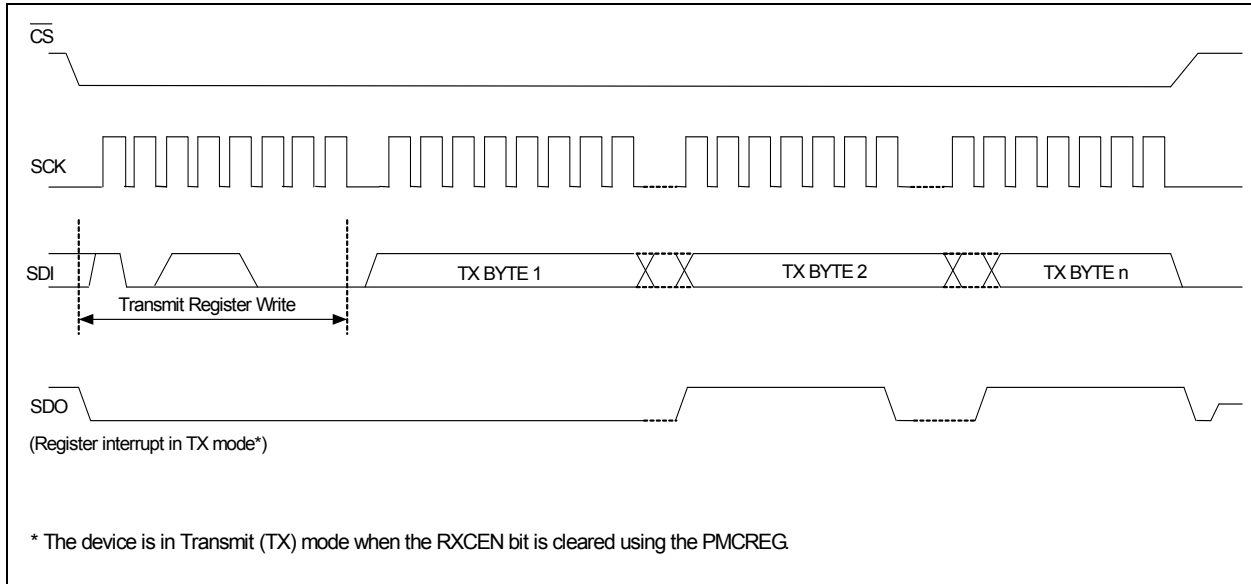 CS
SCK
SDI
TX BYTE 1
TX BYTE 2
TX BYTE n
Transmit Register Write
SDO
(Register interrupt in TX mode*)
* The device is in Transmit (TX) mode when the RXCEN bit is cleared using the PMCREG.